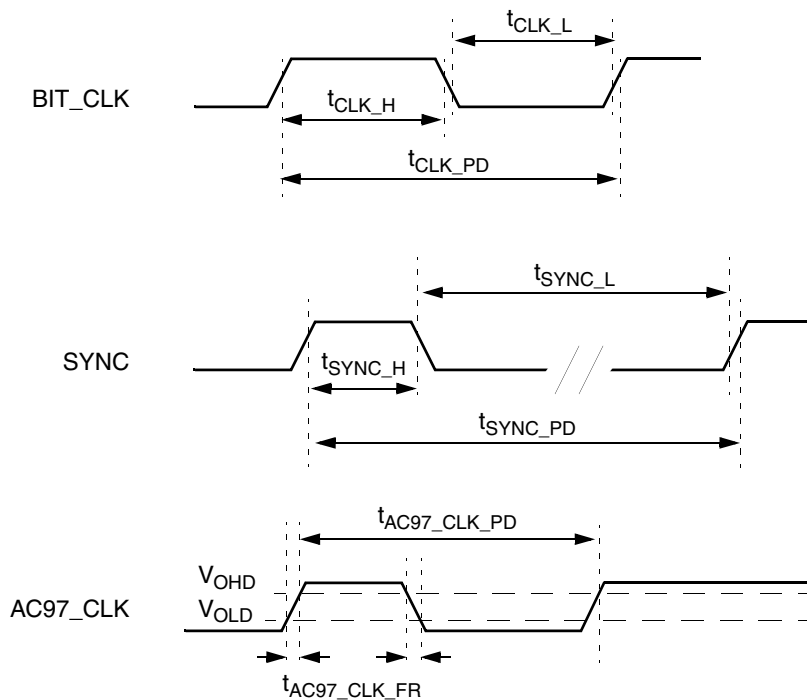 tCLK_L
BIT_CLK
tCLK_H
tCLK_PD
tSYNC_L
SYNC
tSYNC_H
tSYNC_PD
tAC97_CLK_PD
VOHD
AC97_CLK
VOLD
tAC97_CLK_FR